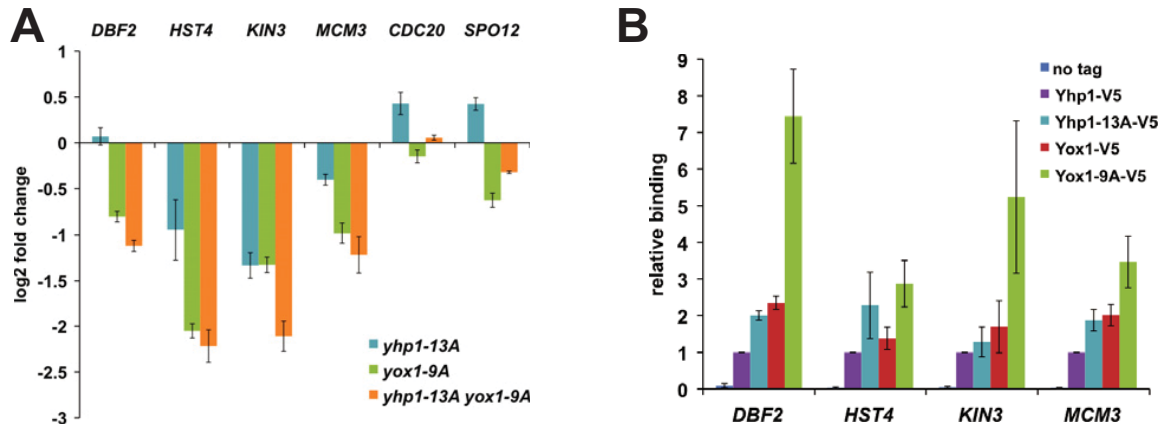 A
DBF2 HST4 KIN3 MCM3 CDC20 SPO12
1
0.5
0
-0.5
-1
-1.5
-2
-2.5
-3
log2 fold change
yhp1-13A
yox1-9A
yhp1-13A yox1-9A
B
9
8
7
6
5
4
3
2
1
0
relative binding
no tag
Yhp1-V5
Yhp1-13A-V5
Yox1-V5
Yox1-9A-V5
DBF2 HST4 KIN3 MCM3